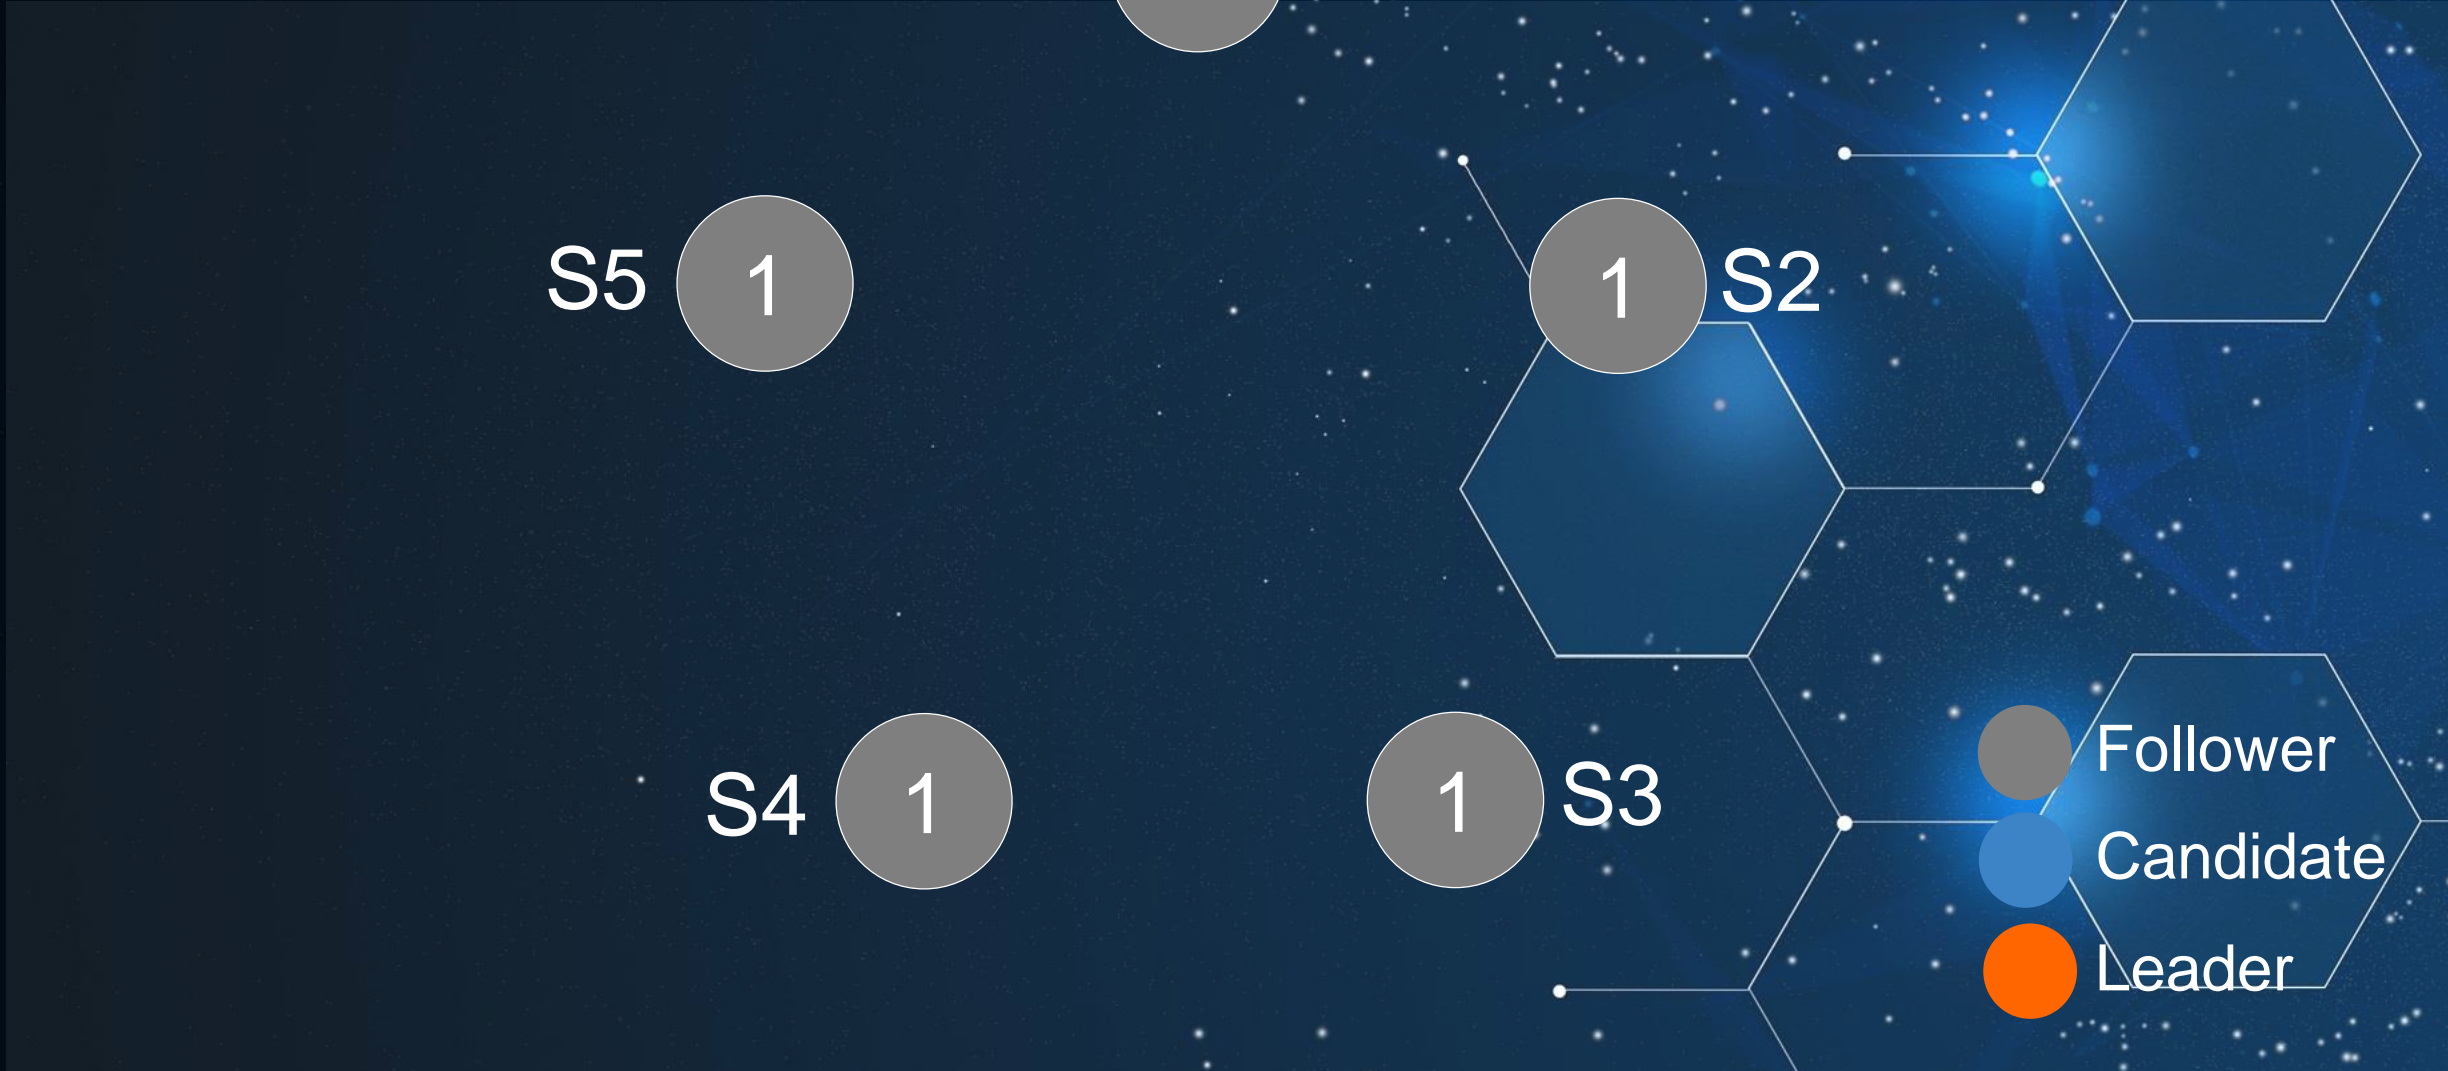 S5 1
1 S2
S4 1
1 S3
Follower
Candidate
Leader